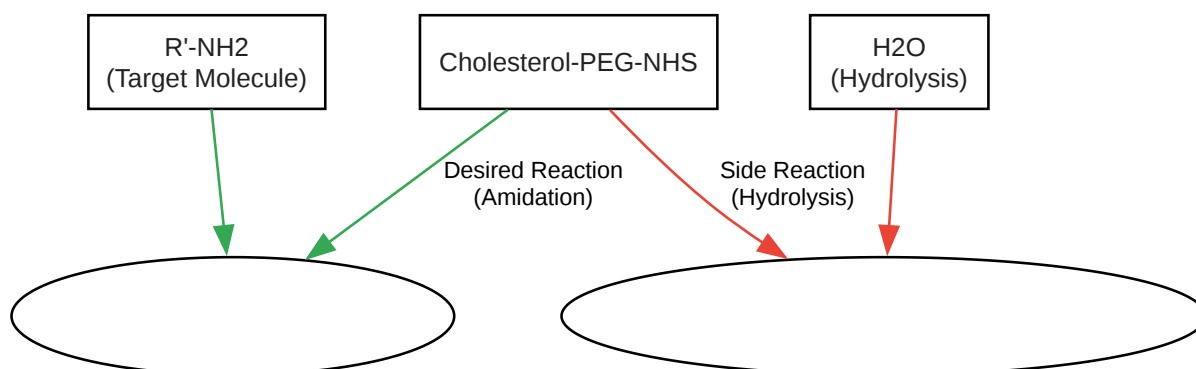 R'-NH2
(Target Molecule)
Cholesterol-PEG-NHS
H2O
(Hydrolysis)
Desired Reaction
(Amidation)
Side Reaction
(Hydrolysis)